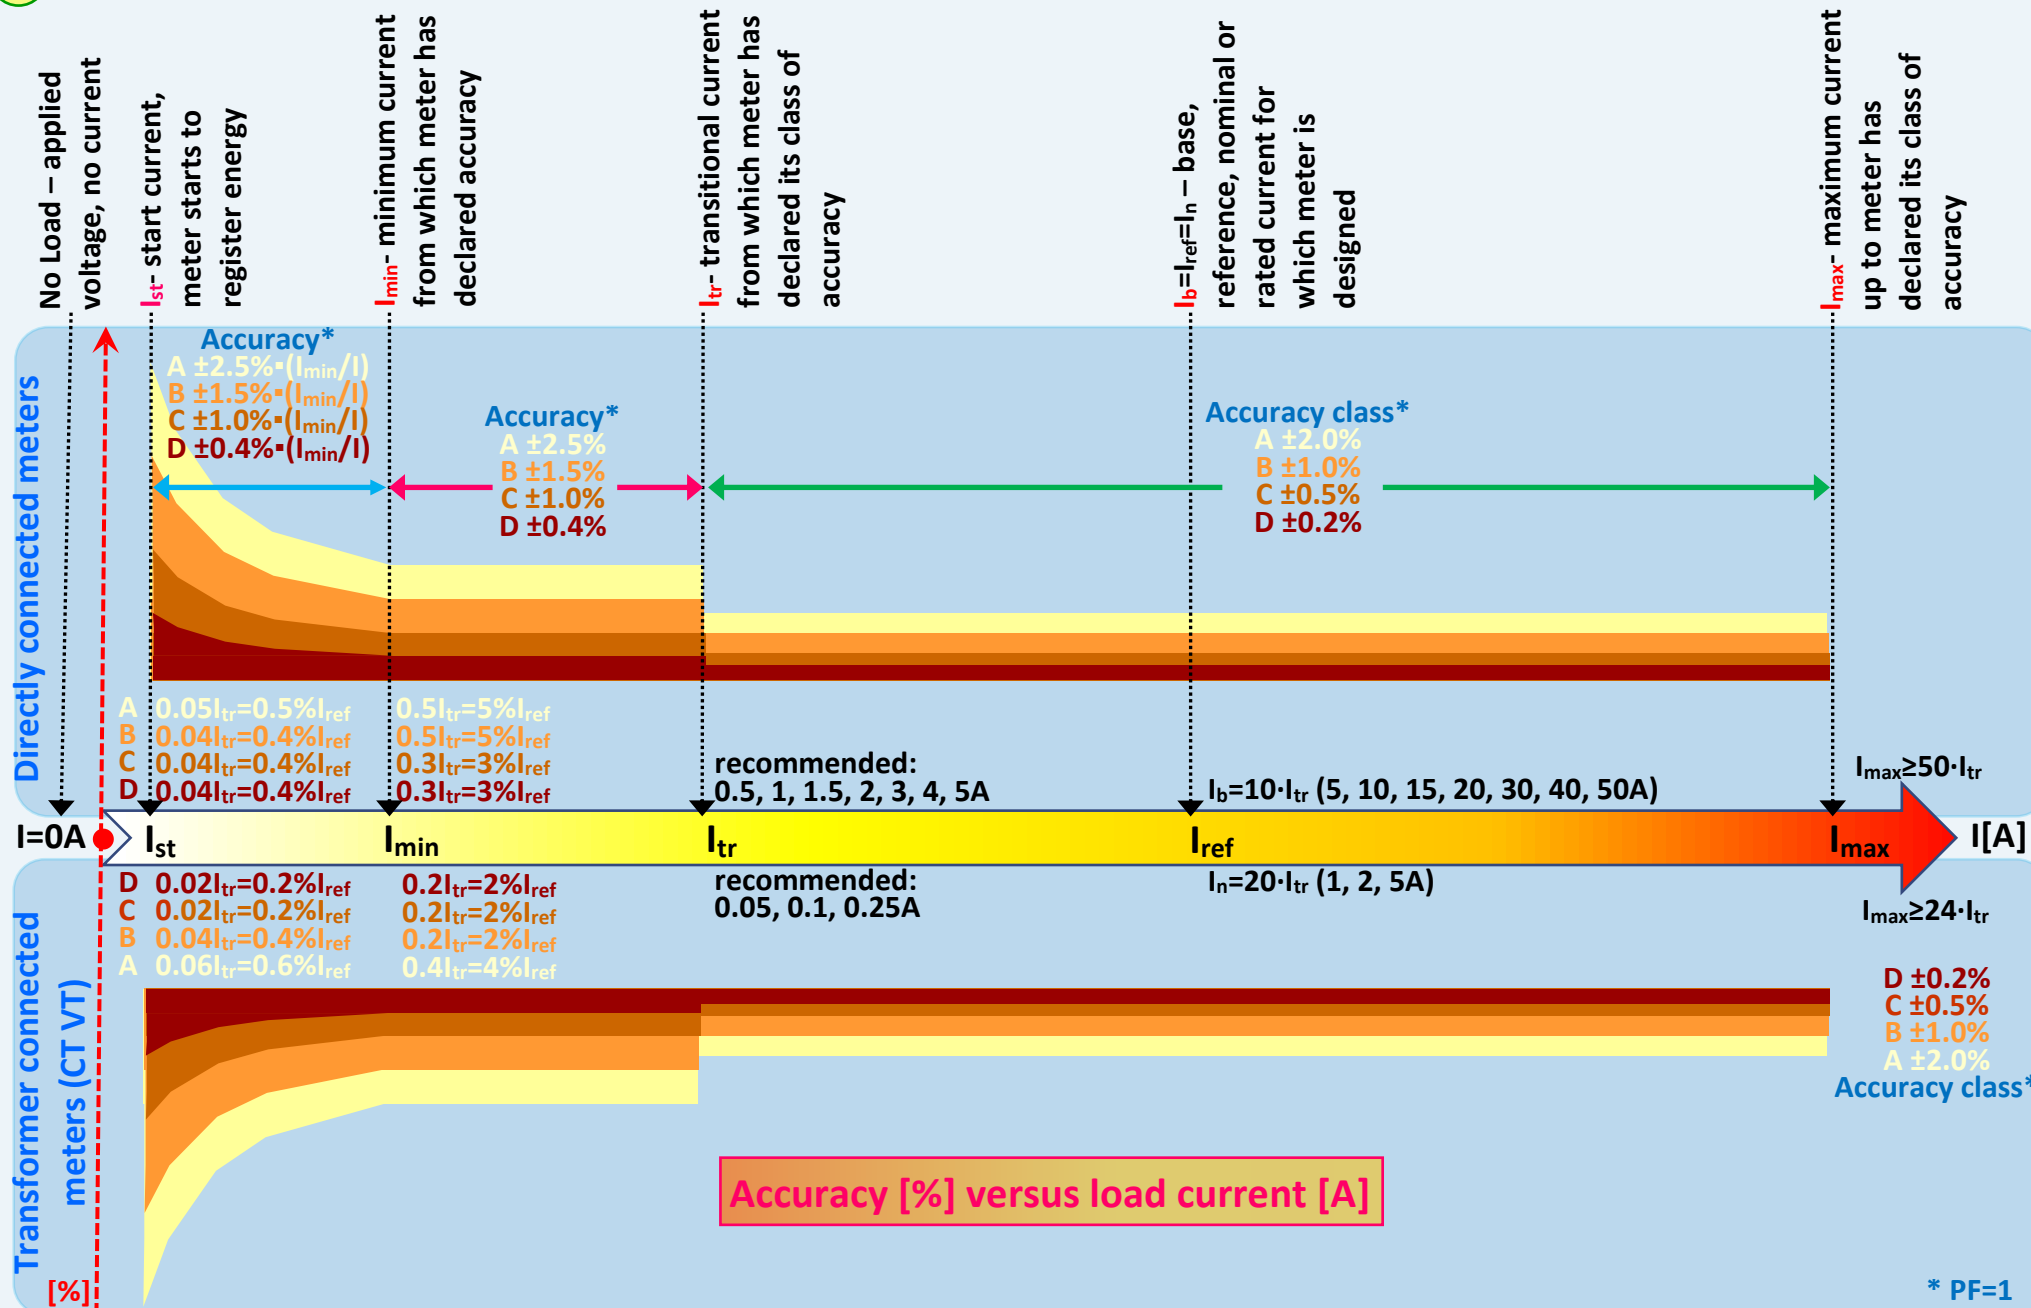 No Load – applied
voltage, no current
Ist- start current,
meter starts to
register energy
Imin- minimum current
from which meter has
declared accuracy
Itr- transitional current
from which meter has
declared its class of
accuracy
Ib=Iref=In – base,
reference, nominal or
rated current for
which meter is
designed
Imax- maximum current
up to meter has
declared its class of
accuracy
Directly connected meters
Accuracy*
A ±2.5%▪(Imin/I)
B ±1.5%▪(Imin/I)
C ±1.0%▪(Imin/I)
D ±0.4%▪(Imin/I)
Accuracy*
A ±2.5%
B ±1.5%
C ±1.0%
D ±0.4%
Accuracy class*
A ±2.0%
B ±1.0%
C ±0.5%
D ±0.2%
A 0.05Itr=0.5%Iref 0.5Itr=5%Iref
B 0.04Itr=0.4%Iref 0.5Itr=5%Iref
C 0.04Itr=0.4%Iref 0.3Itr=3%Iref
D 0.04Itr=0.4%Iref 0.3Itr=3%Iref
recommended:
0.5, 1, 1.5, 2, 3, 4, 5A
Ib=10·Itr (5, 10, 15, 20, 30, 40, 50A)
Imax≥50·Itr
I=0A Ist Imin Itr Iref Imax I[A]
D 0.02Itr=0.2%Iref 0.2Itr=2%Iref
C 0.02Itr=0.2%Iref 0.2Itr=2%Iref
B 0.04Itr=0.4%Iref 0.2Itr=2%Iref
A 0.06Itr=0.6%Iref 0.4Itr=4%Iref
recommended:
0.05, 0.1, 0.25A
In=20·Itr (1, 2, 5A)
Imax≥24·Itr
Transformer connected
meters (CT VT)
D ±0.2%
C ±0.5%
B ±1.0%
A ±2.0%
Accuracy class*
Accuracy [%] versus load current [A]
[%]
* PF=1